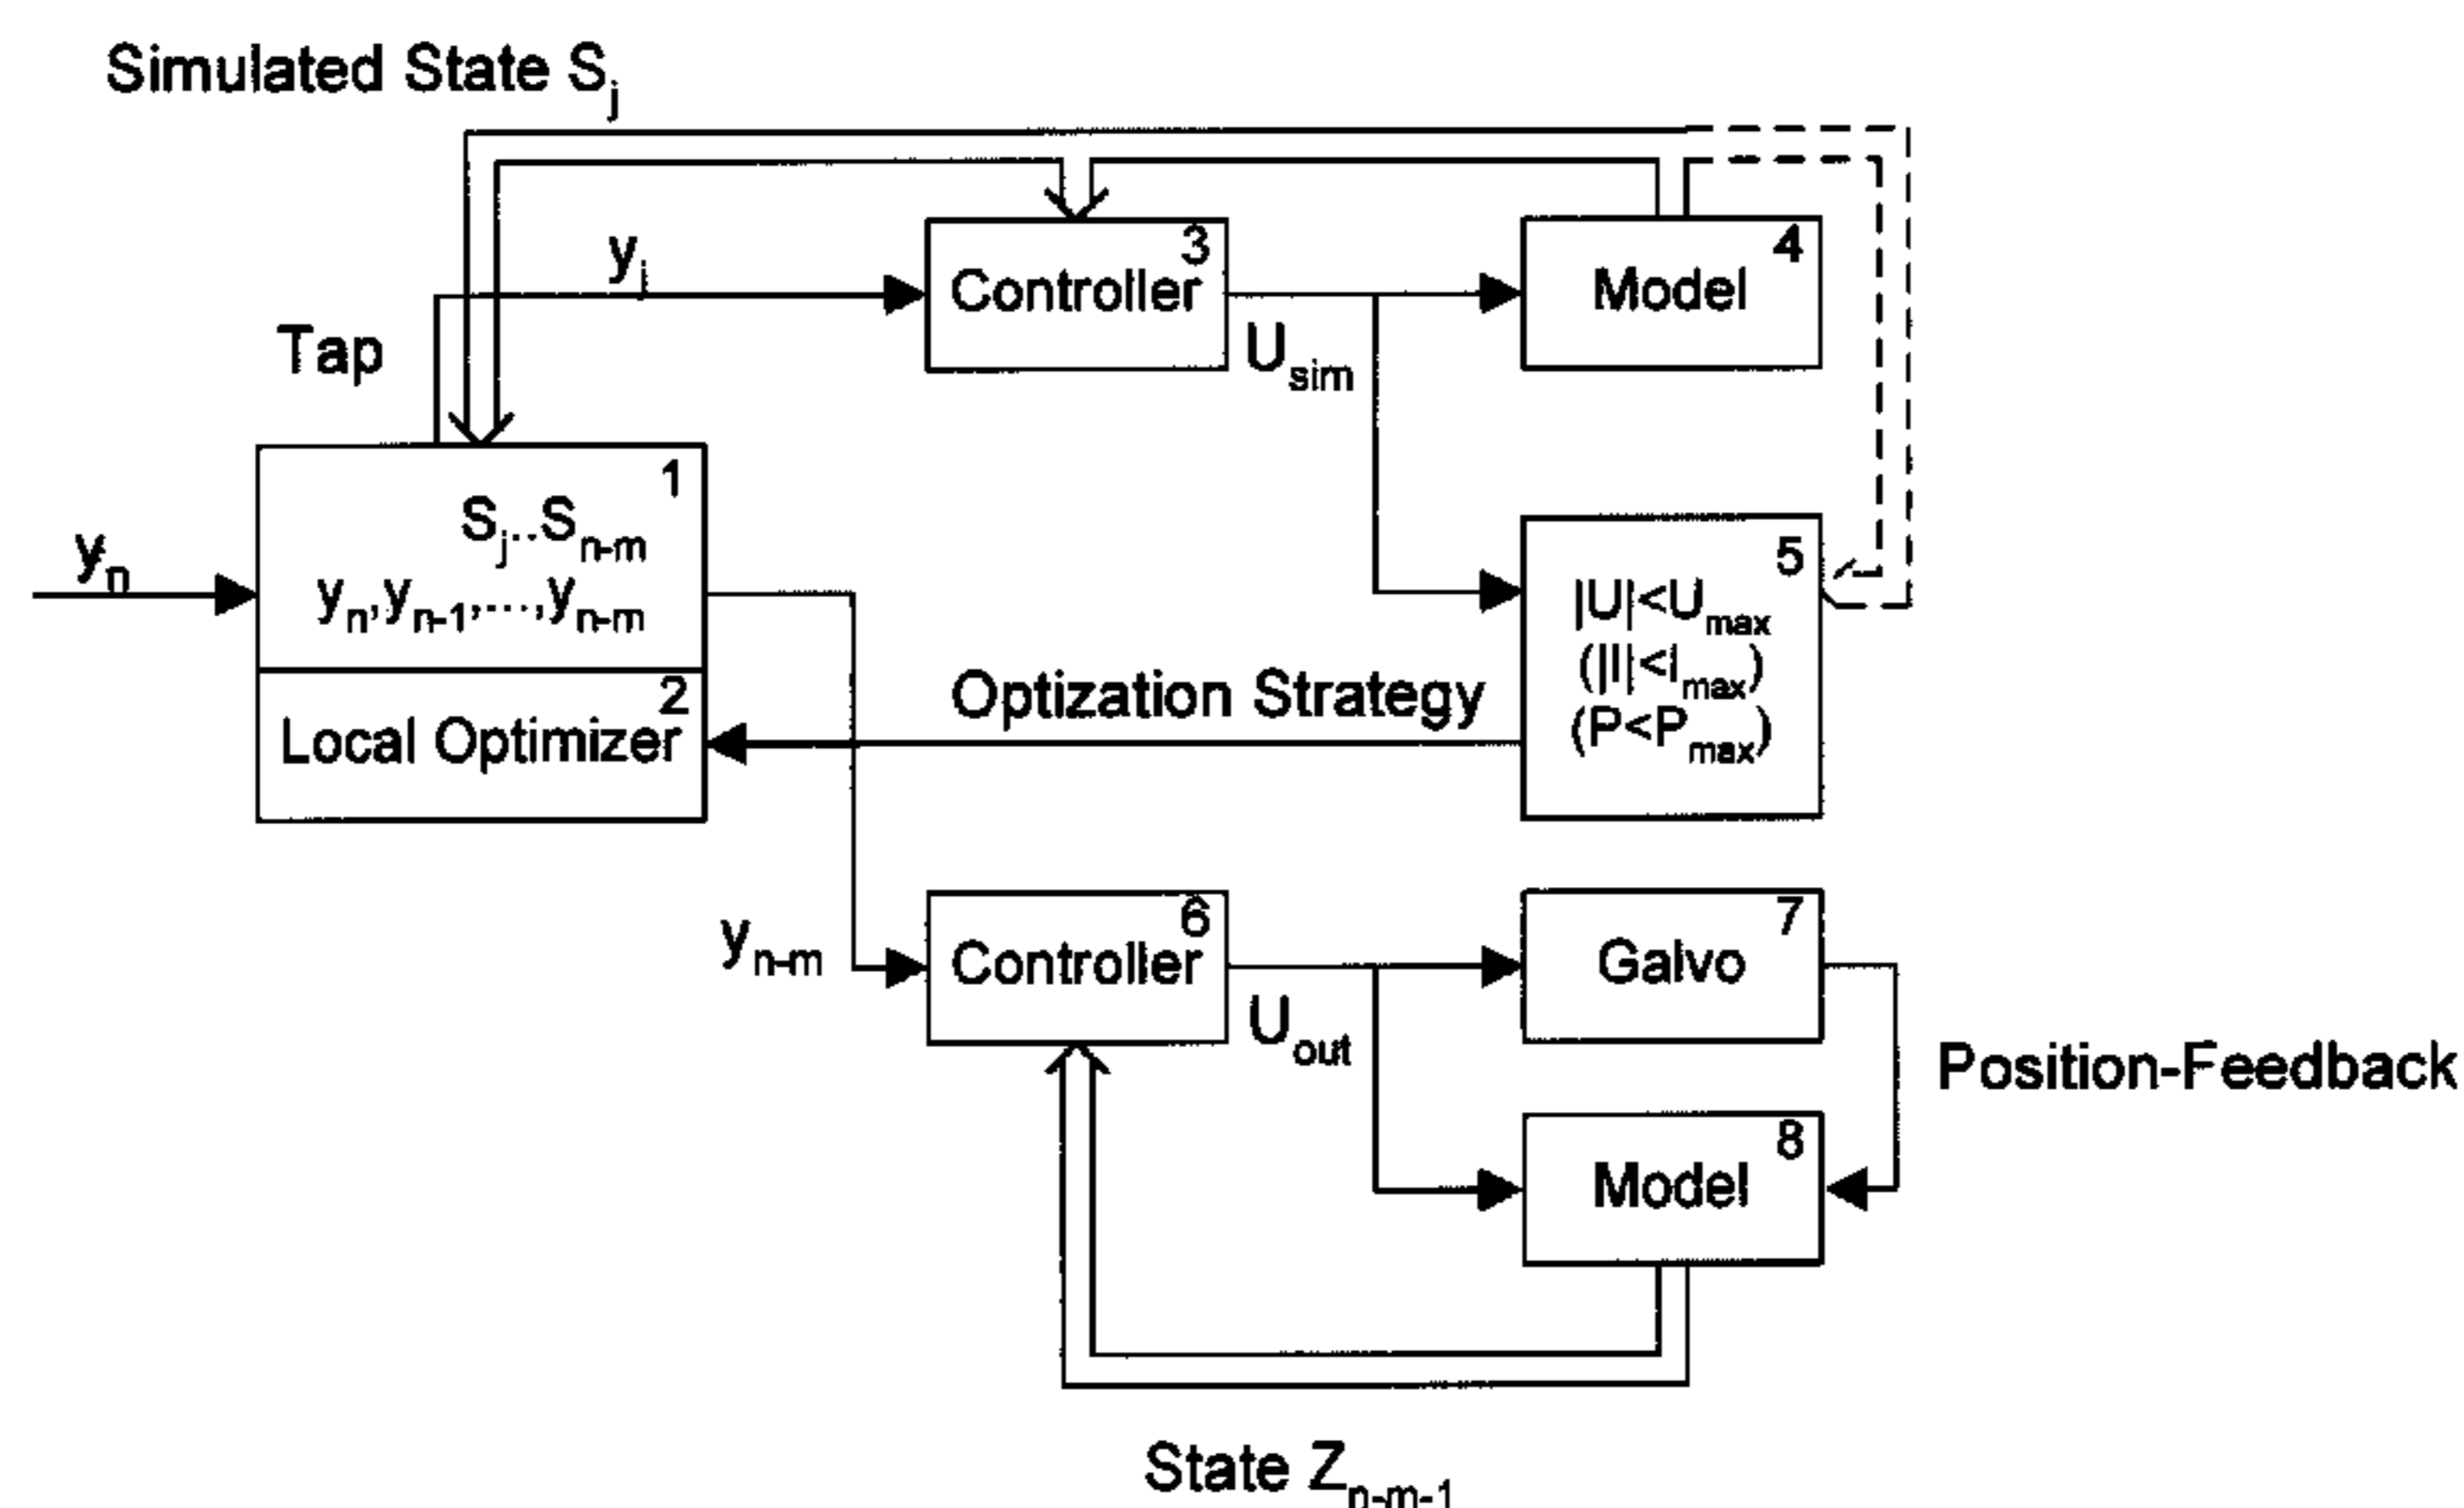 Simulated State Sj
yj
3
Controller
4
Model
Tap
Usim
1
Sj..Sn-m
yn
yn,yn-1,...,yn-m
5
|U|<Umax
(|I|<Imax)
(P<Pmax)
2
Local Optimizer
Optization Strategy
yn-m
6
Controller
7
Galvo
Uout
Position-Feedback
8
Model
State Zn-m-1